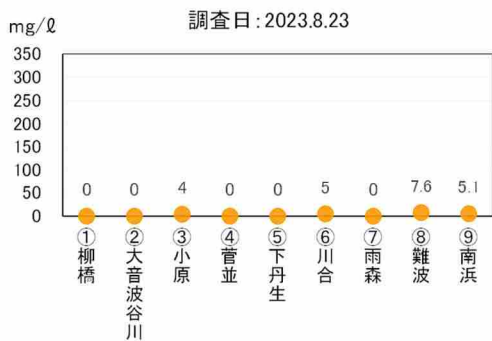 調査日:2023.8.23
mg/ℓ
350
300
250
200
150
100
50
0
0 0 4 0 0 5 0 7.6 5.1
①柳橋
②大音波谷川
③小原
④菅並
⑤下丹生
⑥川合
⑦雨森
⑧難波
⑨南浜